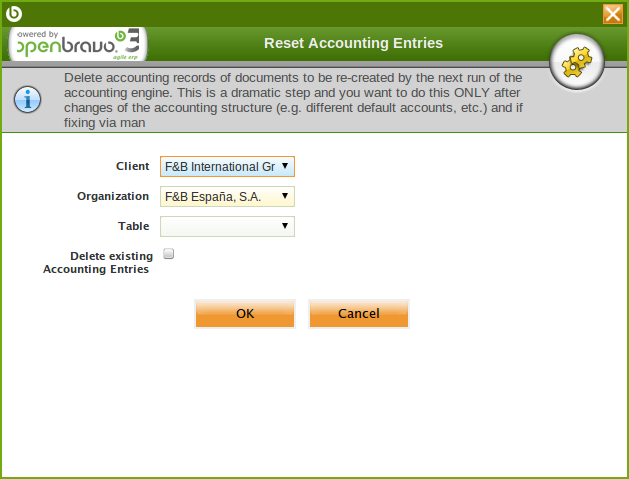 owered by
openbravo 3
agile erp
Reset Accounting Entries
Delete accounting records of documents to be re-created by the next run of the
accounting engine. This is a dramatic step and you want to do this ONLY after
changes of the accounting structure (e.g. different default accounts, etc.) and if
fixing via man
Client
F&B International Gr
Organization
F&B España, S.A.
Table
Delete existing
Accounting Entries
OK
Cancel